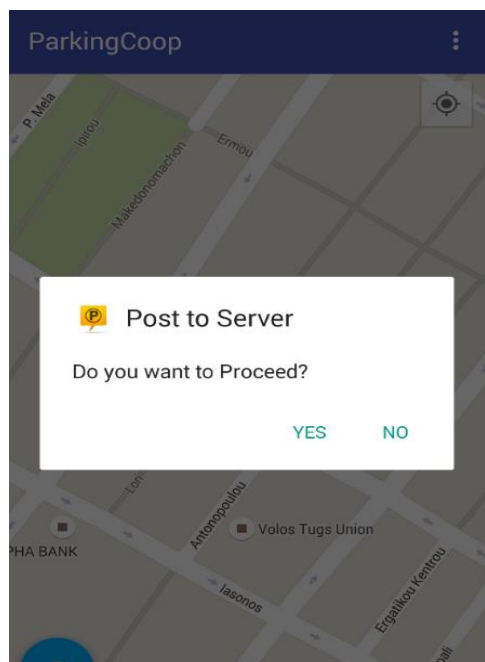 ParkingCoop
P. Mela
Ipirou
Ermou
Makedonomachon
P
Post to Server
Do you want to Proceed?
YES NO
Antonopoulou
Volos Tugs Union
PHA BANK
Iasonos
Ergatikou Kentrou